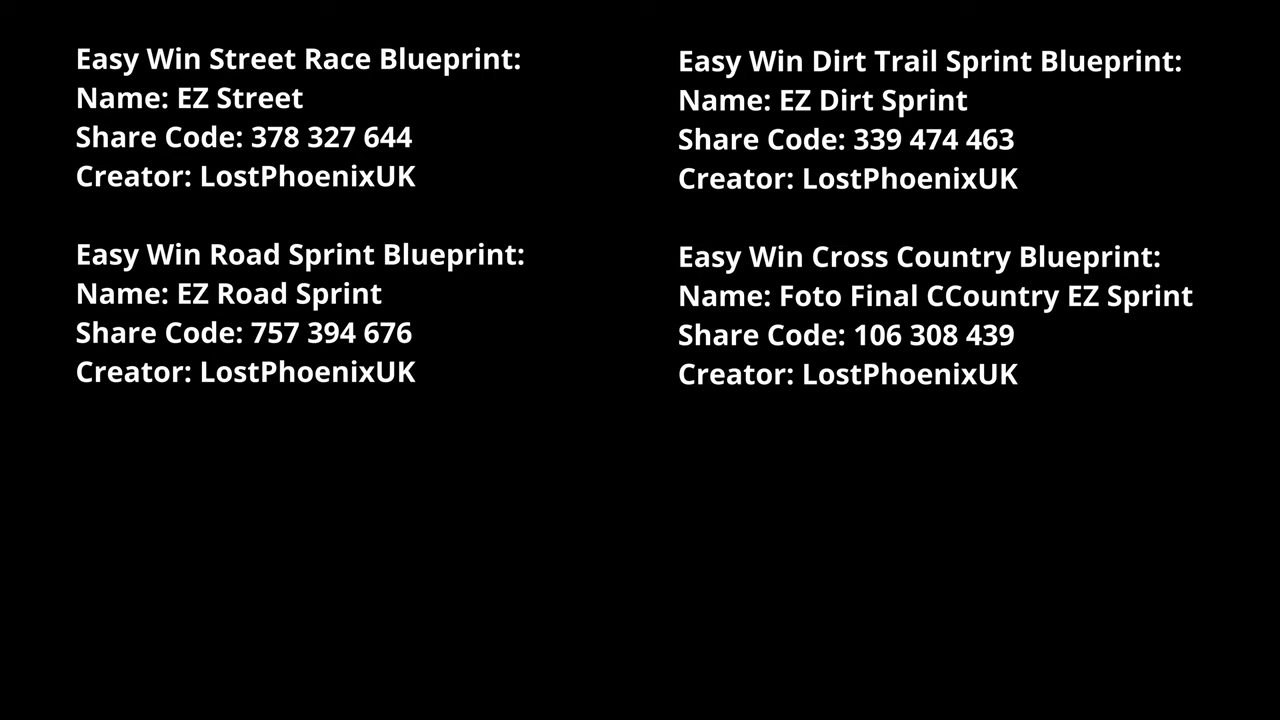 Easy Win Street Race Blueprint:
Name: EZ Street
Share Code: 378 327 644
Creator: LostPhoenixUK
Easy Win Road Sprint Blueprint:
Name: EZ Road Sprint
Share Code: 757 394 676
Creator: LostPhoenixUK
Easy Win Dirt Trail Sprint Blueprint:
Name: EZ Dirt Sprint
Share Code: 339 474 463
Creator: LostPhoenixUK
Easy Win Cross Country Blueprint:
Name: Foto Final CCountry EZ Sprint
Share Code: 106 308 439
Creator: LostPhoenixUK